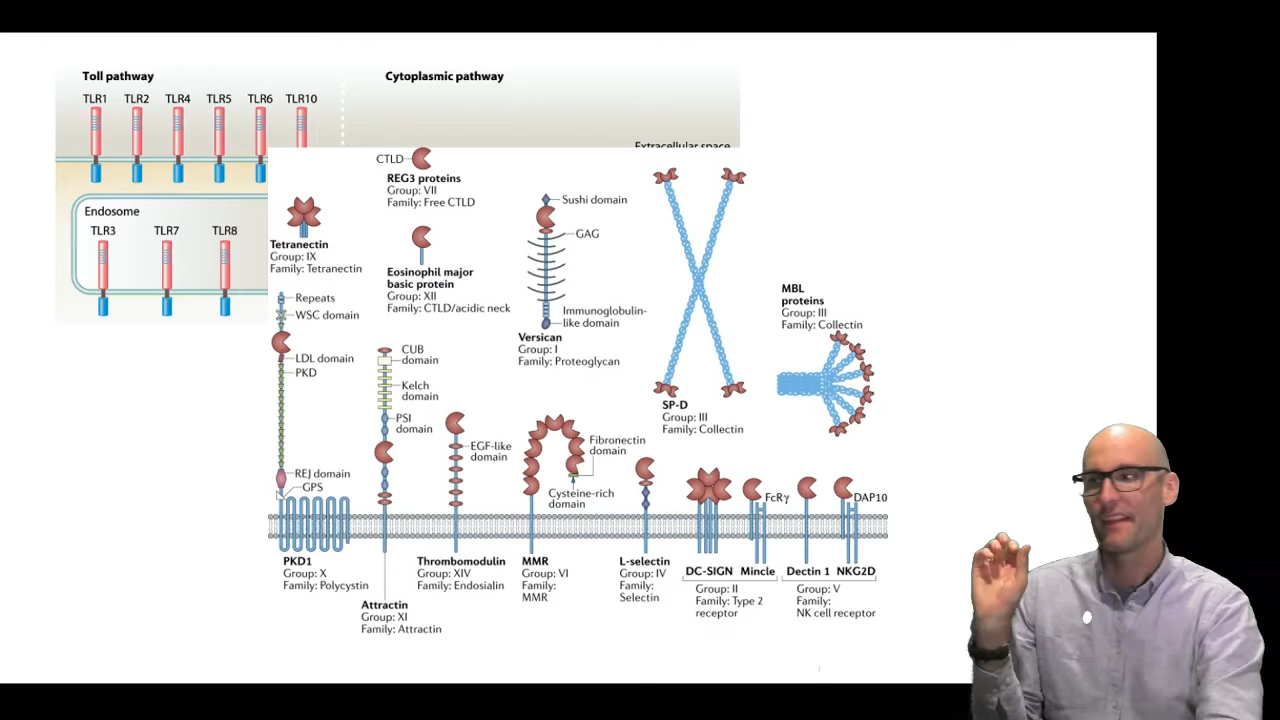 Toll pathway
Cytoplasmic pathway
TLR1 TLR2 TLR4 TLR5 TLR6 TLR10
Extracellular space
Endosome
TLR3 TLR7 TLR8
CTLD
REG3 proteins
Group: VII
Family: Free CTLD
Tetranectin
Group: IX
Family: Tetranectin
Eosinophil major
basic protein
Group: XII
Family: CTLD/acidic neck
Sushi domain
GAG
Immunoglobulin-
like domain
Versican
Group: I
Family: Proteoglycan
SP-D
Group: III
Family: Collectin
MBL
proteins
Group: III
Family: Collectin
Repeats
WSC domain
LDL domain
PKD
REJ domain
GPS
PKD1
Group: X
Family: Polycystin
CUB
domain
Kelch
domain
PSI
domain
Attractin
Group: XI
Family: Attractin
EGF-like
domain
Thrombomodulin
Group: XIV
Family: Endosialin
Fibronectin
domain
Cysteine-rich
domain
MMR
Group: VI
Family:
MMR
L-selectin
Group: IV
Family:
Selectin
FcRγ
DC-SIGN Mincle
Group: II
Family: Type 2
receptor
DAP10
Dectin 1 NKG2D
Group: V
Family:
NK cell receptor